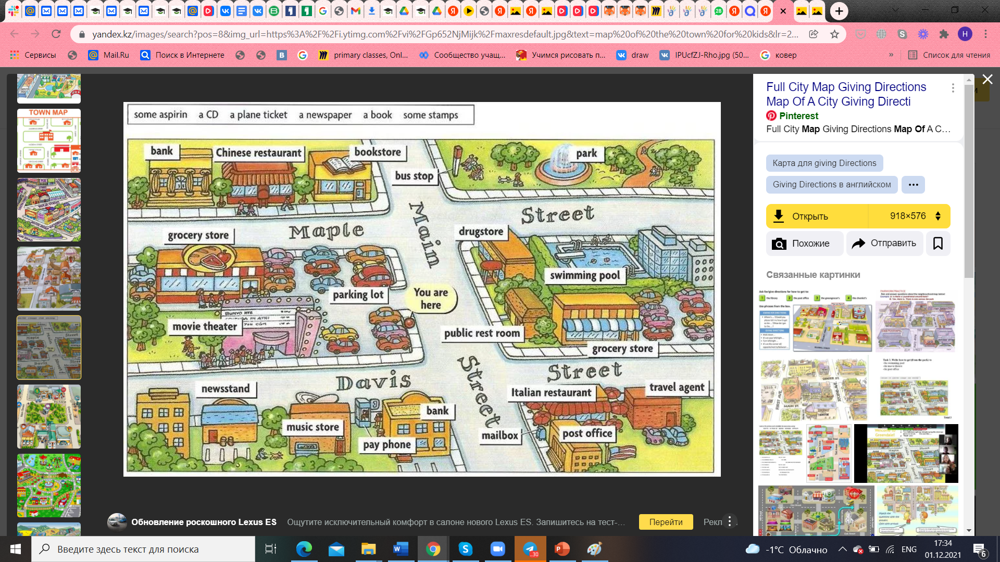 yandex.kz/images/search?pos=8&img_url=https%3A%2F%2Fi.ytimg.com%2Fvi%2FGp652NjMijk%2Fmaxresdefault.jpg&text=map%20of%20the%20town%20for%20kids&lr=2...
Сервисы
Mail.Ru
Поиск в Интернете
primary classes, Onl...
Сообщество учащ...
Учимся рисовать п...
draw
IPUcfZJ-Rho.jpg (50...
ковер
»
Список для чтения
TOWN MAP
some aspirin a CD a plane ticket a newspaper a book some stamps
bank
Chinese restaurant
bookstore
bus stop
park
Maple
Main
Street
grocery store
drugstore
swimming pool
parking lot
You are
here
movie theater
public rest room
grocery store
Davis
Street
Street
newsstand
music store
pay phone
bank
Italian restaurant
travel agent
mailbox
post office
Full City Map Giving Directions
Map Of A City Giving Directi
Pinterest
Full City Map Giving Directions Map Of A C...
Карта для giving Directions
Giving Directions в английском
Открыть
918×576
Похожие
Отправить
Связанные картинки
Обновление роскошного Lexus ES
Ощутите исключительный комфорт в салоне нового Lexus ES. Запишитесь на тест-...
Перейти
Рекл
Введите здесь текст для поиска
-1°C Облачно
ENG
17:34
01.12.2021
6